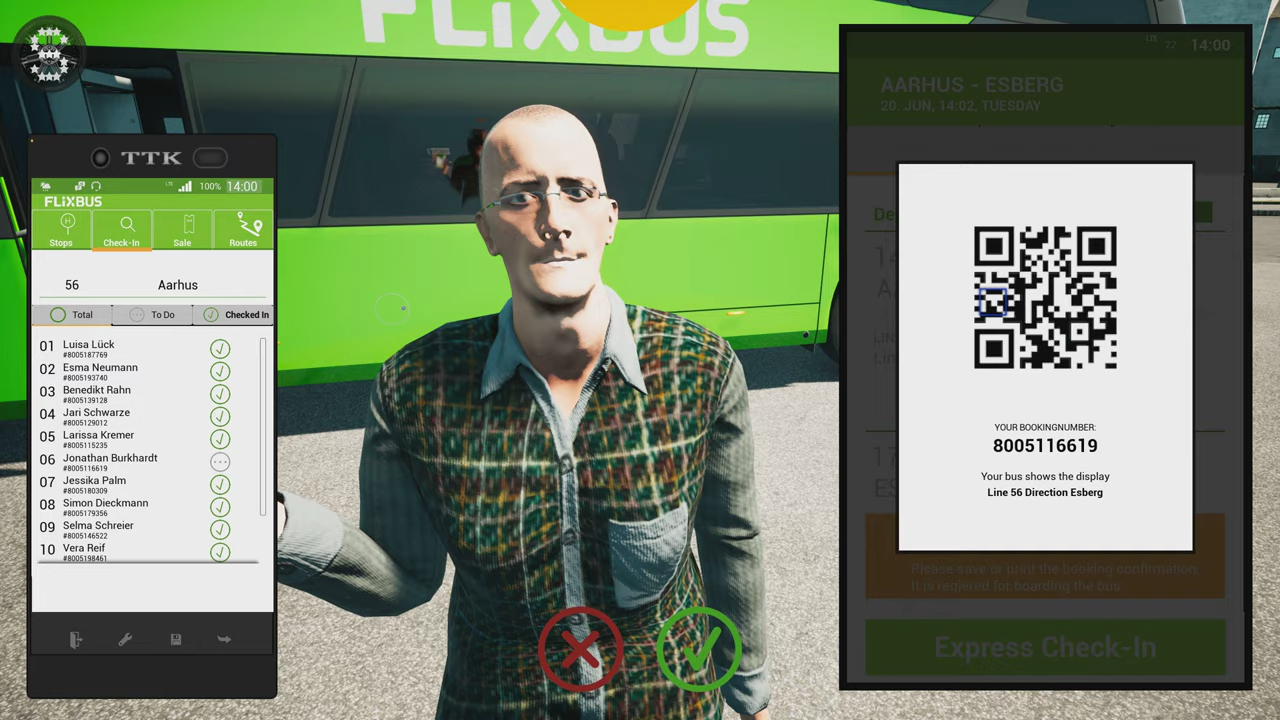 FLiXBUS
TTK
LTE 100% 14:00
FLiXBUS
Stops Check-In Sale Routes
56 Aarhus
Total To Do Checked In
01 Luisa Lück
#8005187769
02 Esma Neumann
#8005193740
03 Benedikt Rahn
#8005139128
04 Jari Schwarze
#8005129012
05 Larissa Kremer
#8005115235
06 Jonathan Burkhardt
#8005116619
07 Jessika Palm
#8005180309
08 Simon Dieckmann
#8005179356
09 Selma Schreier
#8005146522
10 Vera Reif
#8005198461
LTE 72 14:00
AARHUS - ESBERG
20. JUN, 14:02, TUESDAY
De
YOUR BOOKINGNUMBER:
8005116619
Your bus shows the display
Line 56 Direction Esberg
Please save or print the booking confirmation.
It is reqiered for boarding the bus
Express Check-In